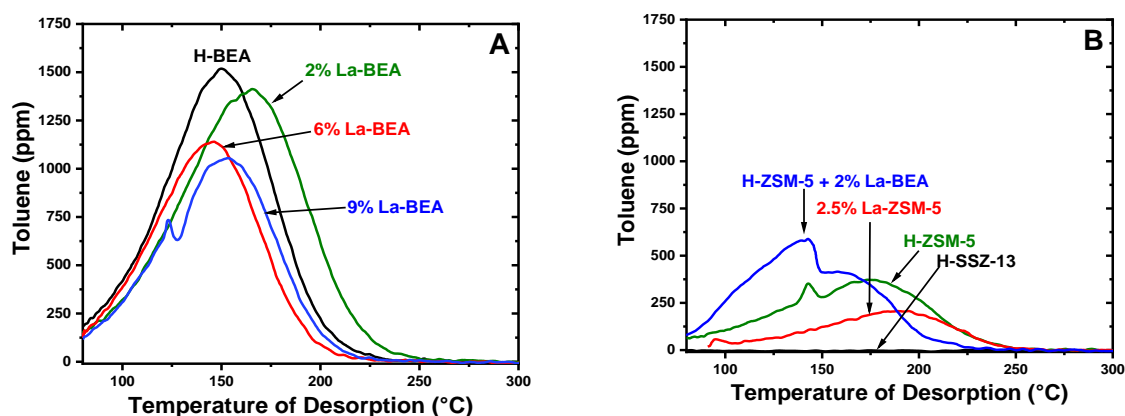 A
H-BEA
2% La-BEA
6% La-BEA
9% La-BEA
1750
1500
1250
1000
750
500
250
0
Toluene (ppm)
100
150
200
250
300
Temperature of Desorption (°C)
B
H-ZSM-5 + 2% La-BEA
2.5% La-ZSM-5
H-ZSM-5
H-SSZ-13
1750
1500
1250
1000
750
500
250
0
Toluene (ppm)
100
150
200
250
300
Temperature of Desorption (°C)